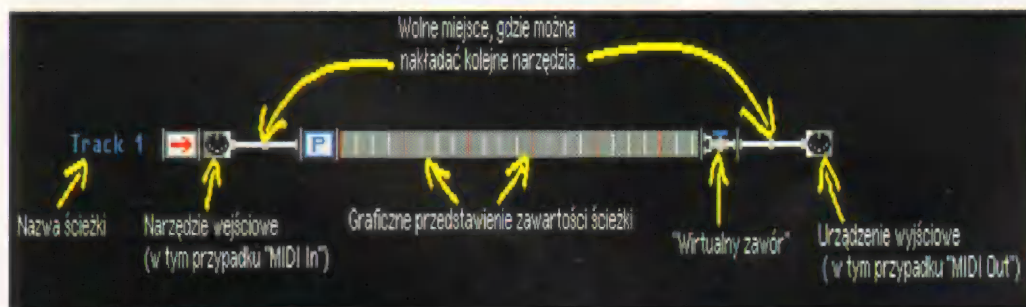 Wolne miejsce, gdzie można
nakładać kolejne narzędzia.
Track 1
P
Nazwa ścieżki
Narzędzie wejściowe
(w tym przypadku "MIDI In")
Graficzne przedstawienie zawartości ścieżki
"Wirtualny zawór"
Urządzenie wyjściowe
( w tym przypadku "MIDI Out")